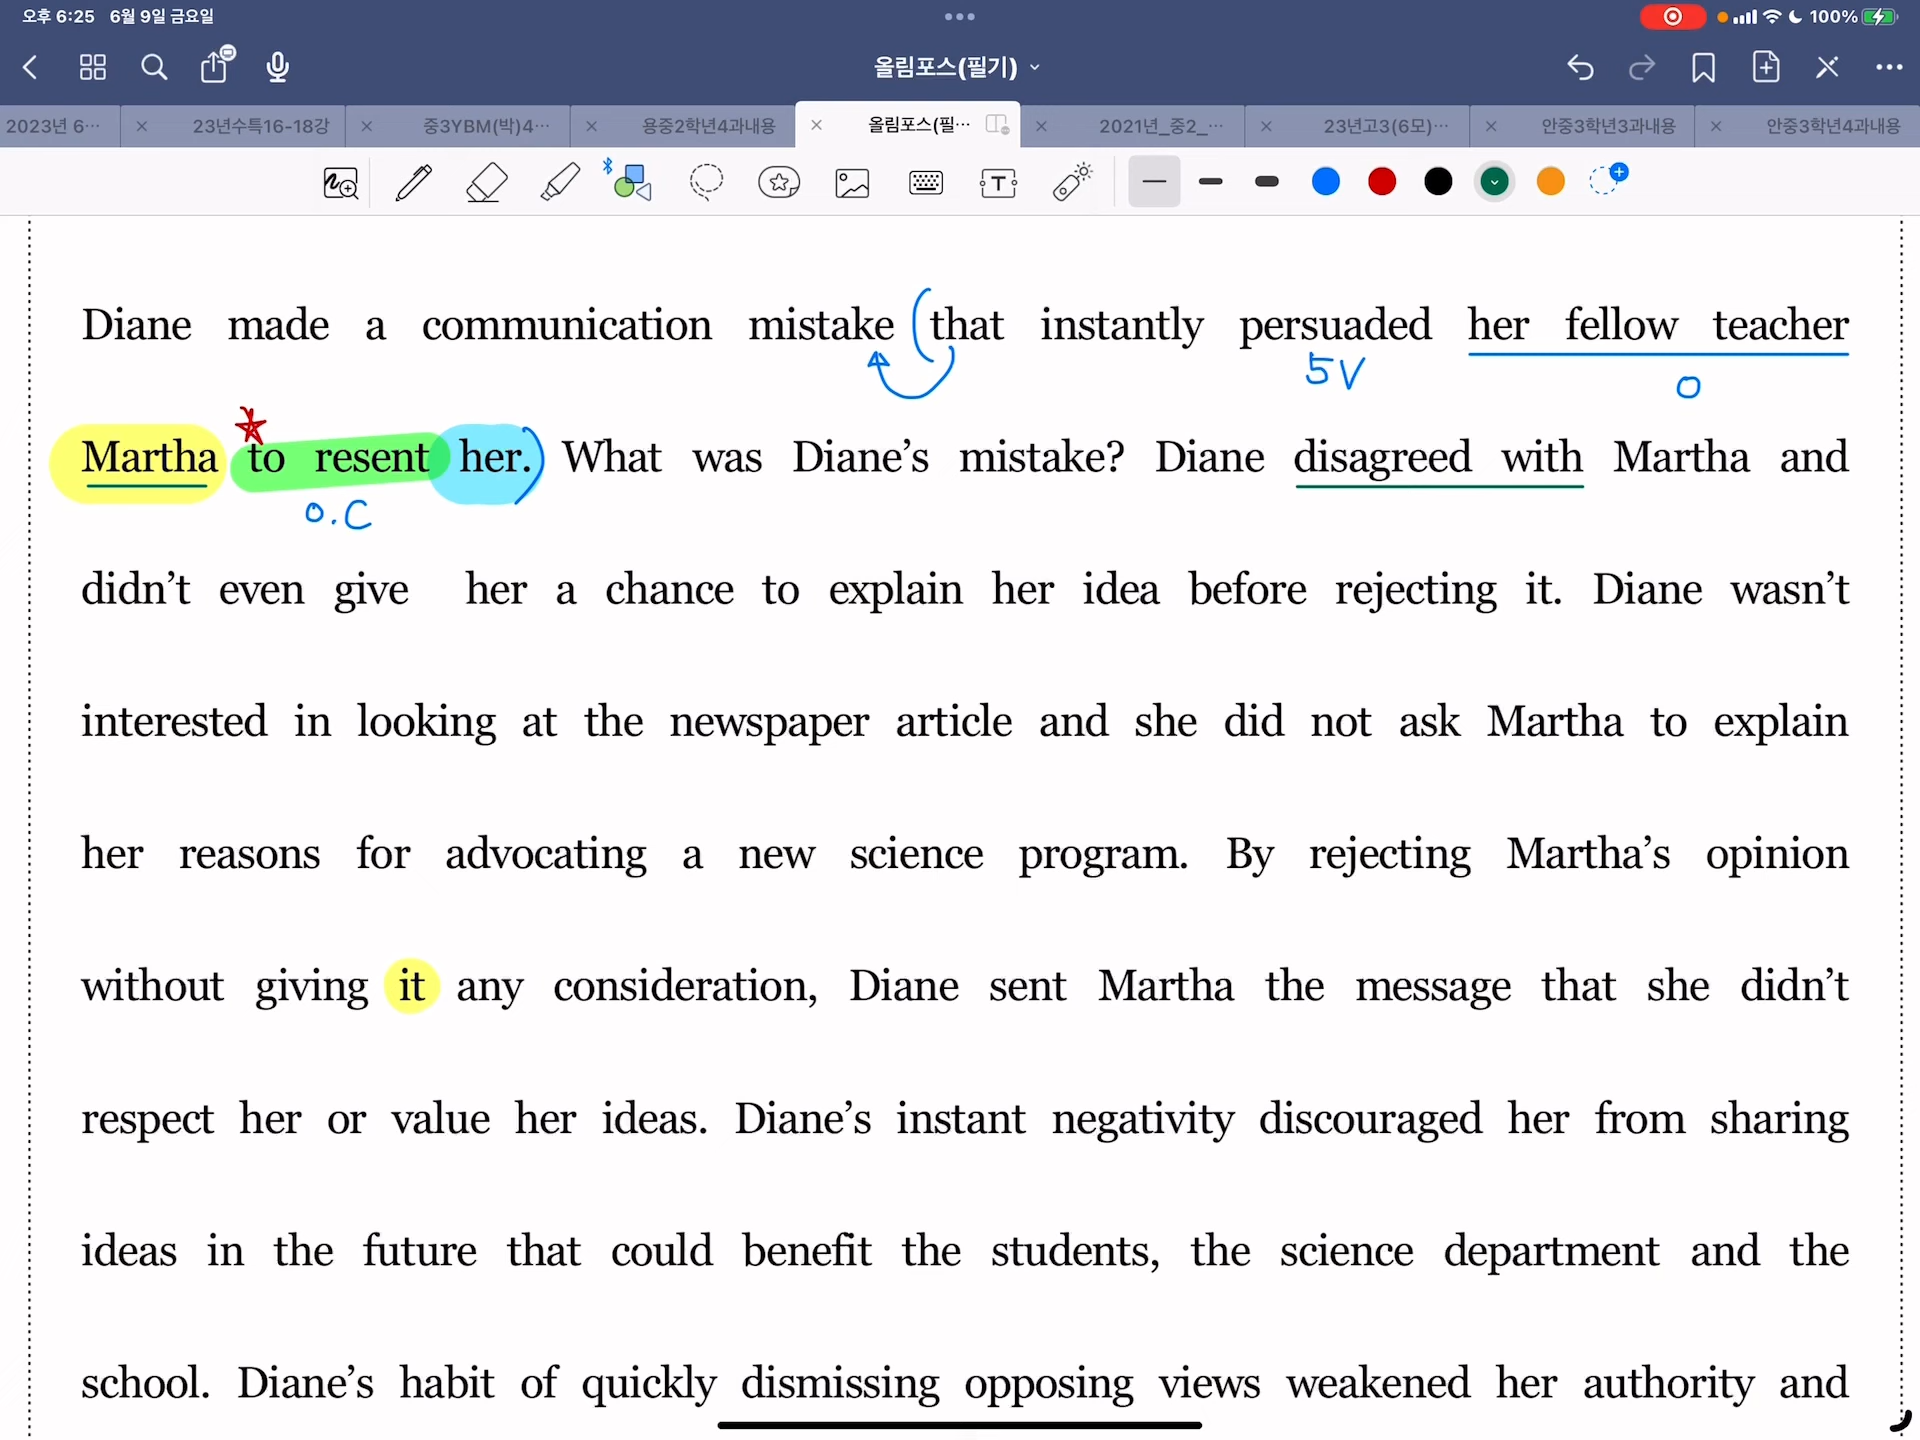 오후 6:25 6월 9일 금요일
100%
올림포스(필기)
2023년 6…
23년수특16-18강
중3YBM(박)4…
용중2학년4과내용
올림포스(필…
2021년_중2_…
23년고3(6모)…
안중3학년3과내용
안중3학년4과내용
T
Diane made a communication mistake (that instantly persuaded her fellow teacher
5V
O
Martha to resent her.) What was Diane’s mistake? Diane disagreed with Martha and
O.C
didn’t even give her a chance to explain her idea before rejecting it. Diane wasn’t
interested in looking at the newspaper article and she did not ask Martha to explain
her reasons for advocating a new science program. By rejecting Martha’s opinion
without giving it any consideration, Diane sent Martha the message that she didn’t
respect her or value her ideas. Diane’s instant negativity discouraged her from sharing
ideas in the future that could benefit the students, the science department and the
school. Diane’s habit of quickly dismissing opposing views weakened her authority and